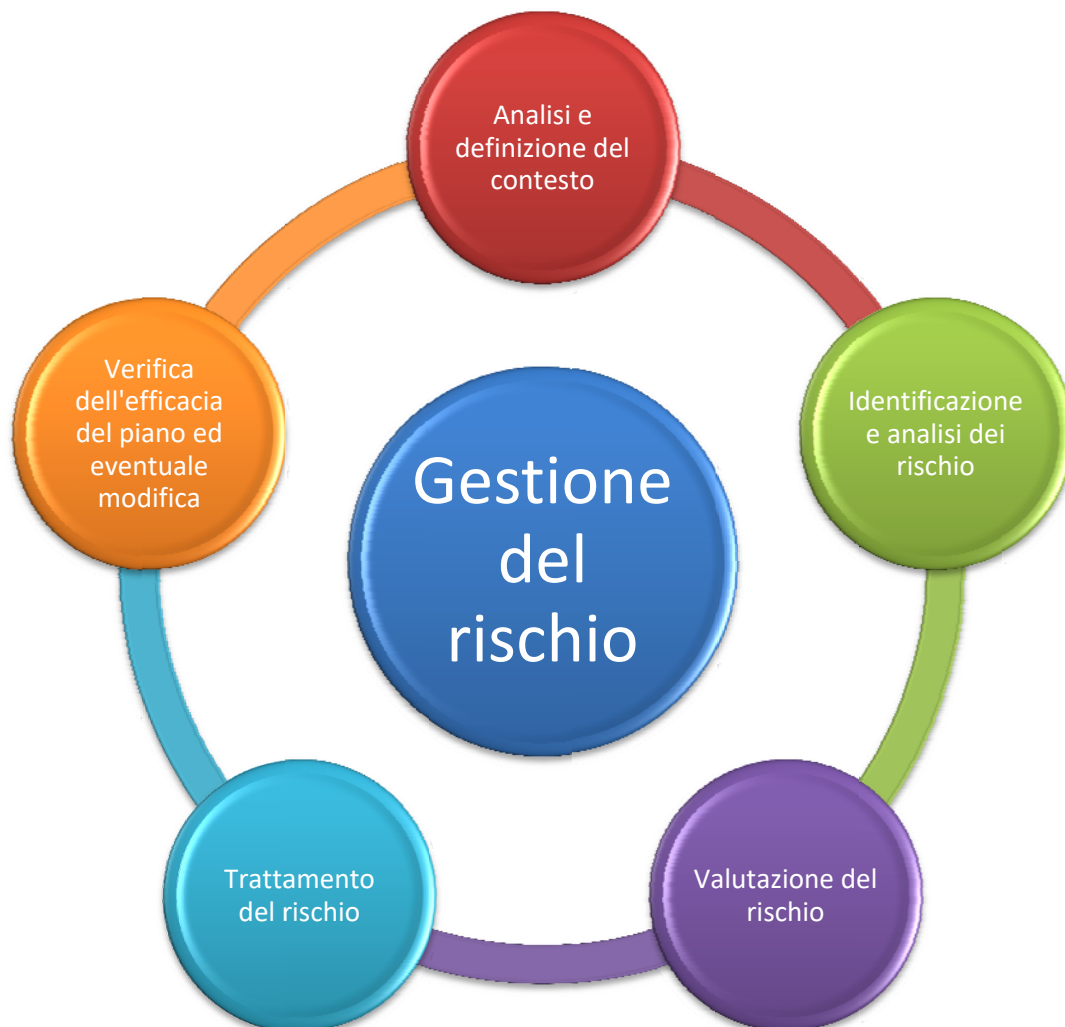 Analisi e
definizione del
contesto
Identificazione
e analisi dei
rischio
Valutazione del
rischio
Trattamento
del rischio
Verifica
dell'efficacia
del piano ed
eventuale
modifica
Gestione
del
rischio